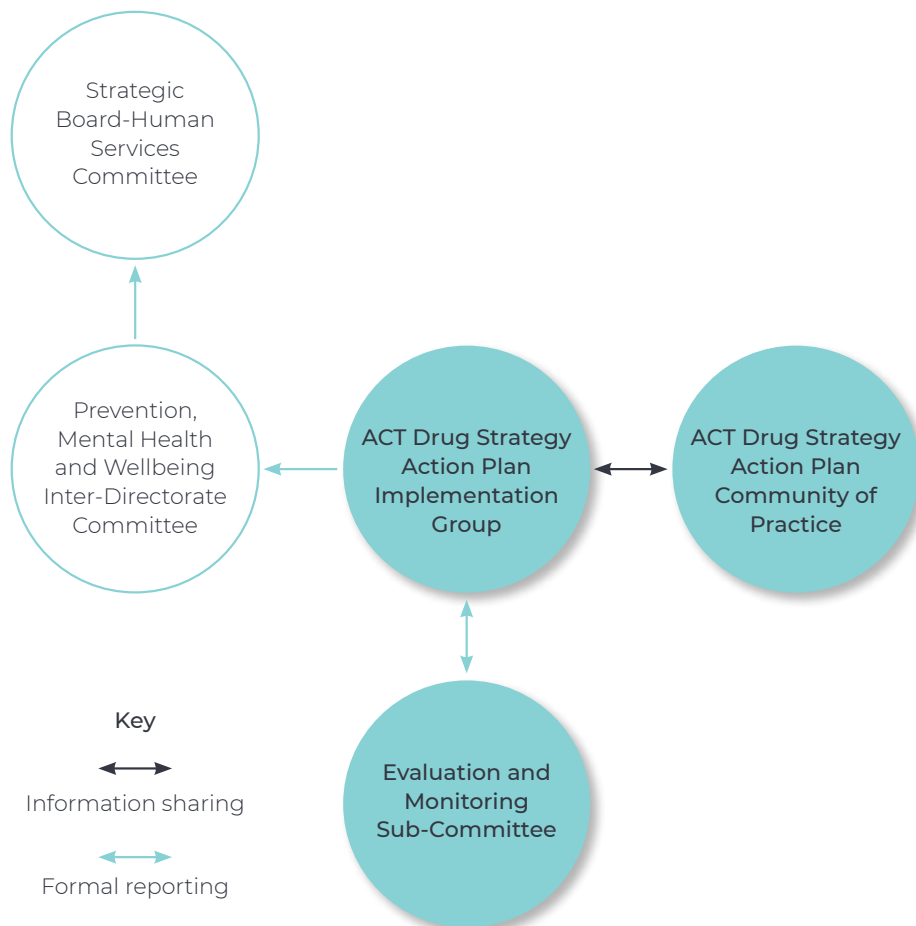 Strategic
Board-Human
Services
Committee
Prevention,
Mental Health
and Wellbeing
Inter-Directorate
Committee
ACT Drug Strategy
Action Plan
Implementation
Group
ACT Drug Strategy
Action Plan
Community of
Practice
Evaluation and
Monitoring
Sub-Committee
Key
Information sharing
Formal reporting